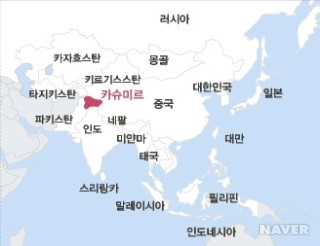 러시아
카자흐스탄
몽골
키르기스스탄
대한민국
타지키스탄
카슈미르
일본
중국
파키스탄
네팔
인도
미얀마
대만
태국
스리랑카
필리핀
말레이시아
인도네시아
NAVER